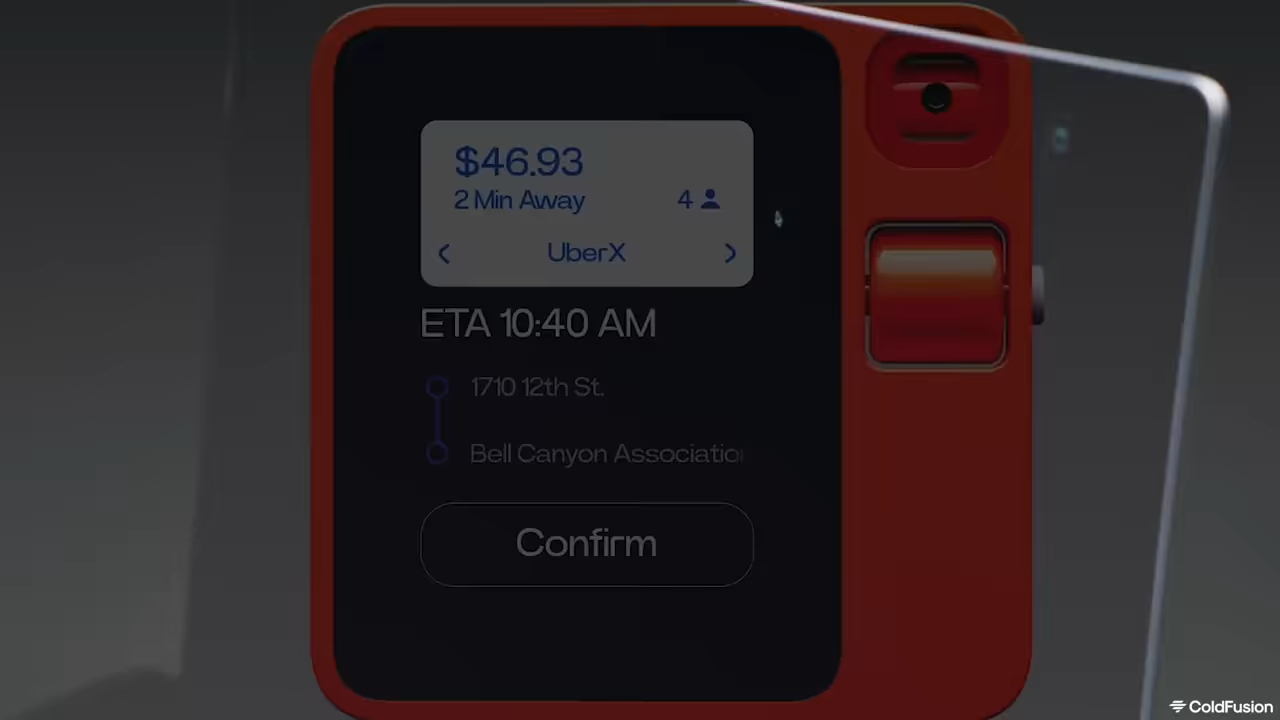 $46.93
2 Min Away 4
UberX
ETA 10:40 AM
1710 12th St.
Bell Canyon Associatio
Confirm
ColdFusion